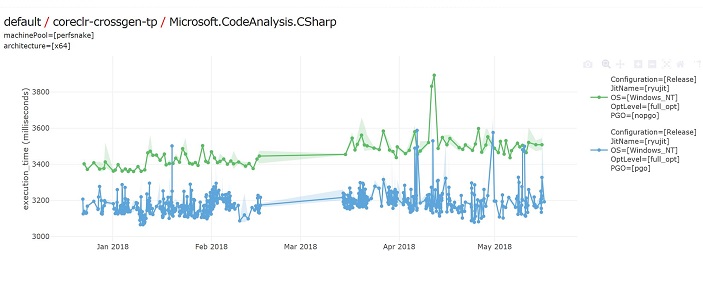 default / coreclr-crossgen-tp / Microsoft.CodeAnalysis.CSharp
machinePool=[perfsnake]
architecture=[x64]
Configuration=[Release]
JitName=[ryujit]
OS=[Windows_NT]
OptLevel=[full_opt]
PGO=[nopgo]
Configuration=[Release]
JitName=[ryujit]
OS=[Windows_NT]
OptLevel=[full_opt]
PGO=[pgo]
execution_time (milliseconds)
3800
3600
3400
3200
3000
Jan 2018
Feb 2018
Mar 2018
Apr 2018
May 2018